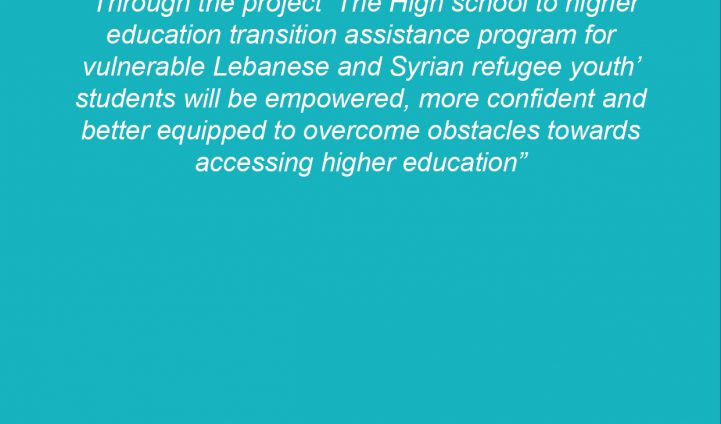 “Through the project ‘The High school to higher
education transition assistance program for
vulnerable Lebanese and Syrian refugee youth’
students will be empowered, more confident and
better equipped to overcome obstacles towards
accessing higher education”